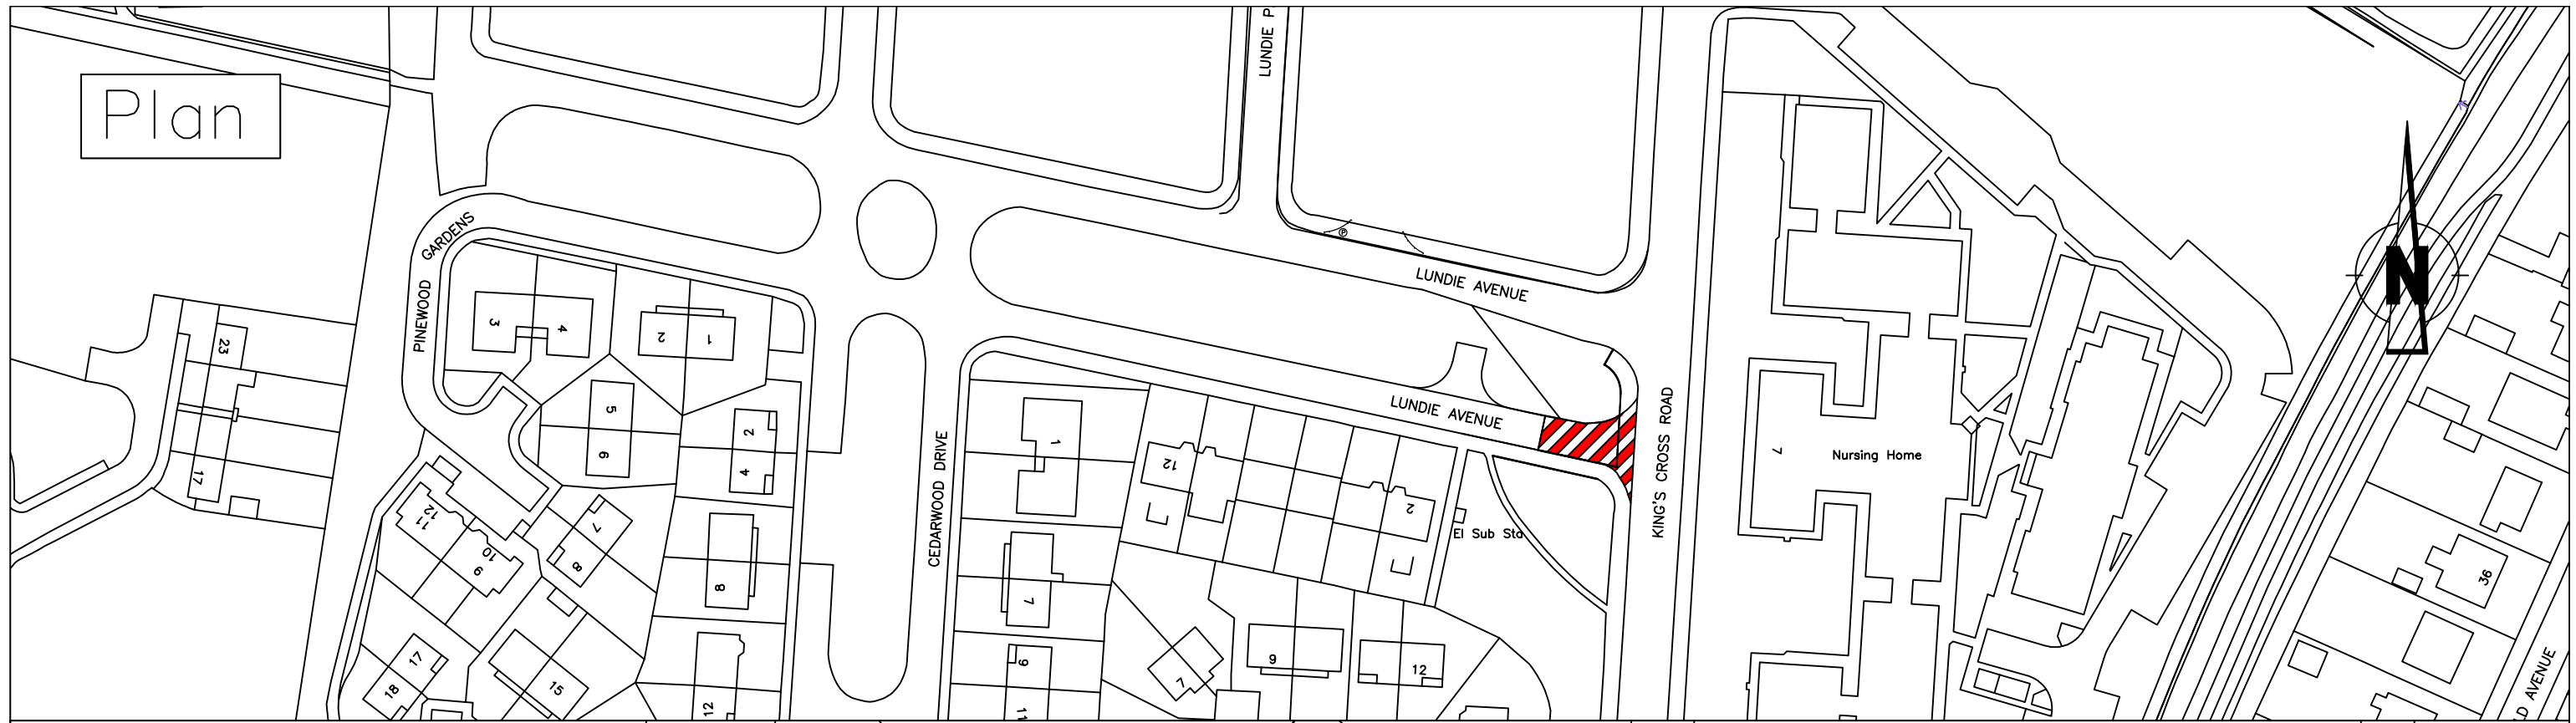 Plan
LUNDIE P
GARDENS
PINEWOOD
LUNDIE AVENUE
LUNDIE AVENUE
CEDARWOOD DRIVE
KING'S CROSS ROAD
Nursing Home
El Sub Sta
N
D AVENUE
3
4
2
1
23
17
5
6
2
4
12
11
10
9
7
8
8
17
18
15
12
1
7
9
11
12
2
7
9
12
7
36